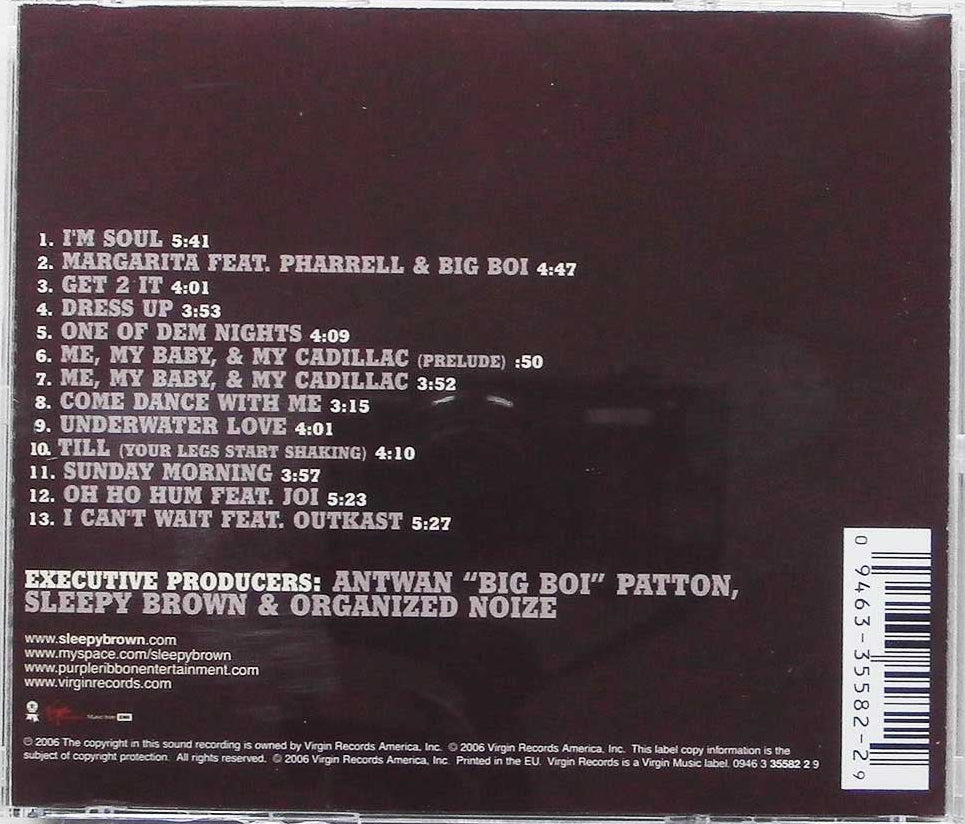 1. I'M SOUL 5:41
2. MARGARITA FEAT. PHARRELL & BIG BOI 4:47
3. GET 2 IT 4:01
4. DRESS UP 3:53
5. ONE OF DEM NIGHTS 4:09
6. ME, MY BABY, & MY CADILLAC (PRELUDE) :50
7. ME, MY BABY, & MY CADILLAC 3:52
8. COME DANCE WITH ME 3:15
9. UNDERWATER LOVE 4:01
10. TILL (YOUR LEGS START SHAKING) 4:10
11. SUNDAY MORNING 3:57
12. OH HO HUM FEAT. JOI 5:23
13. I CAN'T WAIT FEAT. OUTKAST 5:27
EXECUTIVE PRODUCERS: ANTWAN “BIG BOI” PATTON,
SLEEPY BROWN & ORGANIZED NOIZE
www.sleepybrown.com
www.myspace.com/sleepybrown
www.purpleribbonentertainment.com
www.virginrecords.com
Virgin Music from EMI
℗ 2006 The copyright in this sound recording is owned by Virgin Records America, Inc. © 2006 Virgin Records America, Inc. This label copy information is the
subject of copyright protection. All rights reserved. © 2006 Virgin Records America, Inc. Printed in the EU. Virgin Records is a Virgin Music label. 0946 3 35582 2 9
0 9463-35582-2 9